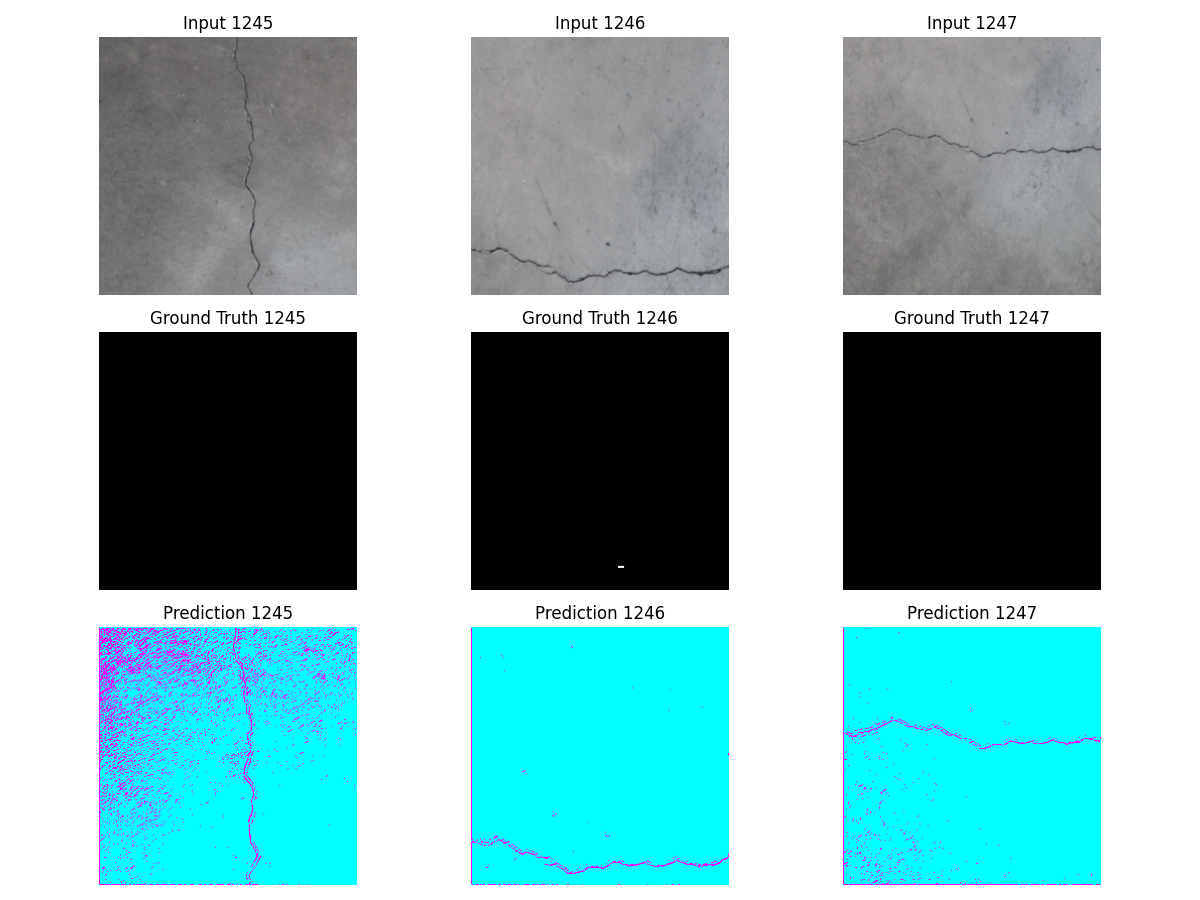 Input 1245
Input 1246
Input 1247
Ground Truth 1245
Ground Truth 1246
Ground Truth 1247
Prediction 1245
Prediction 1246
Prediction 1247